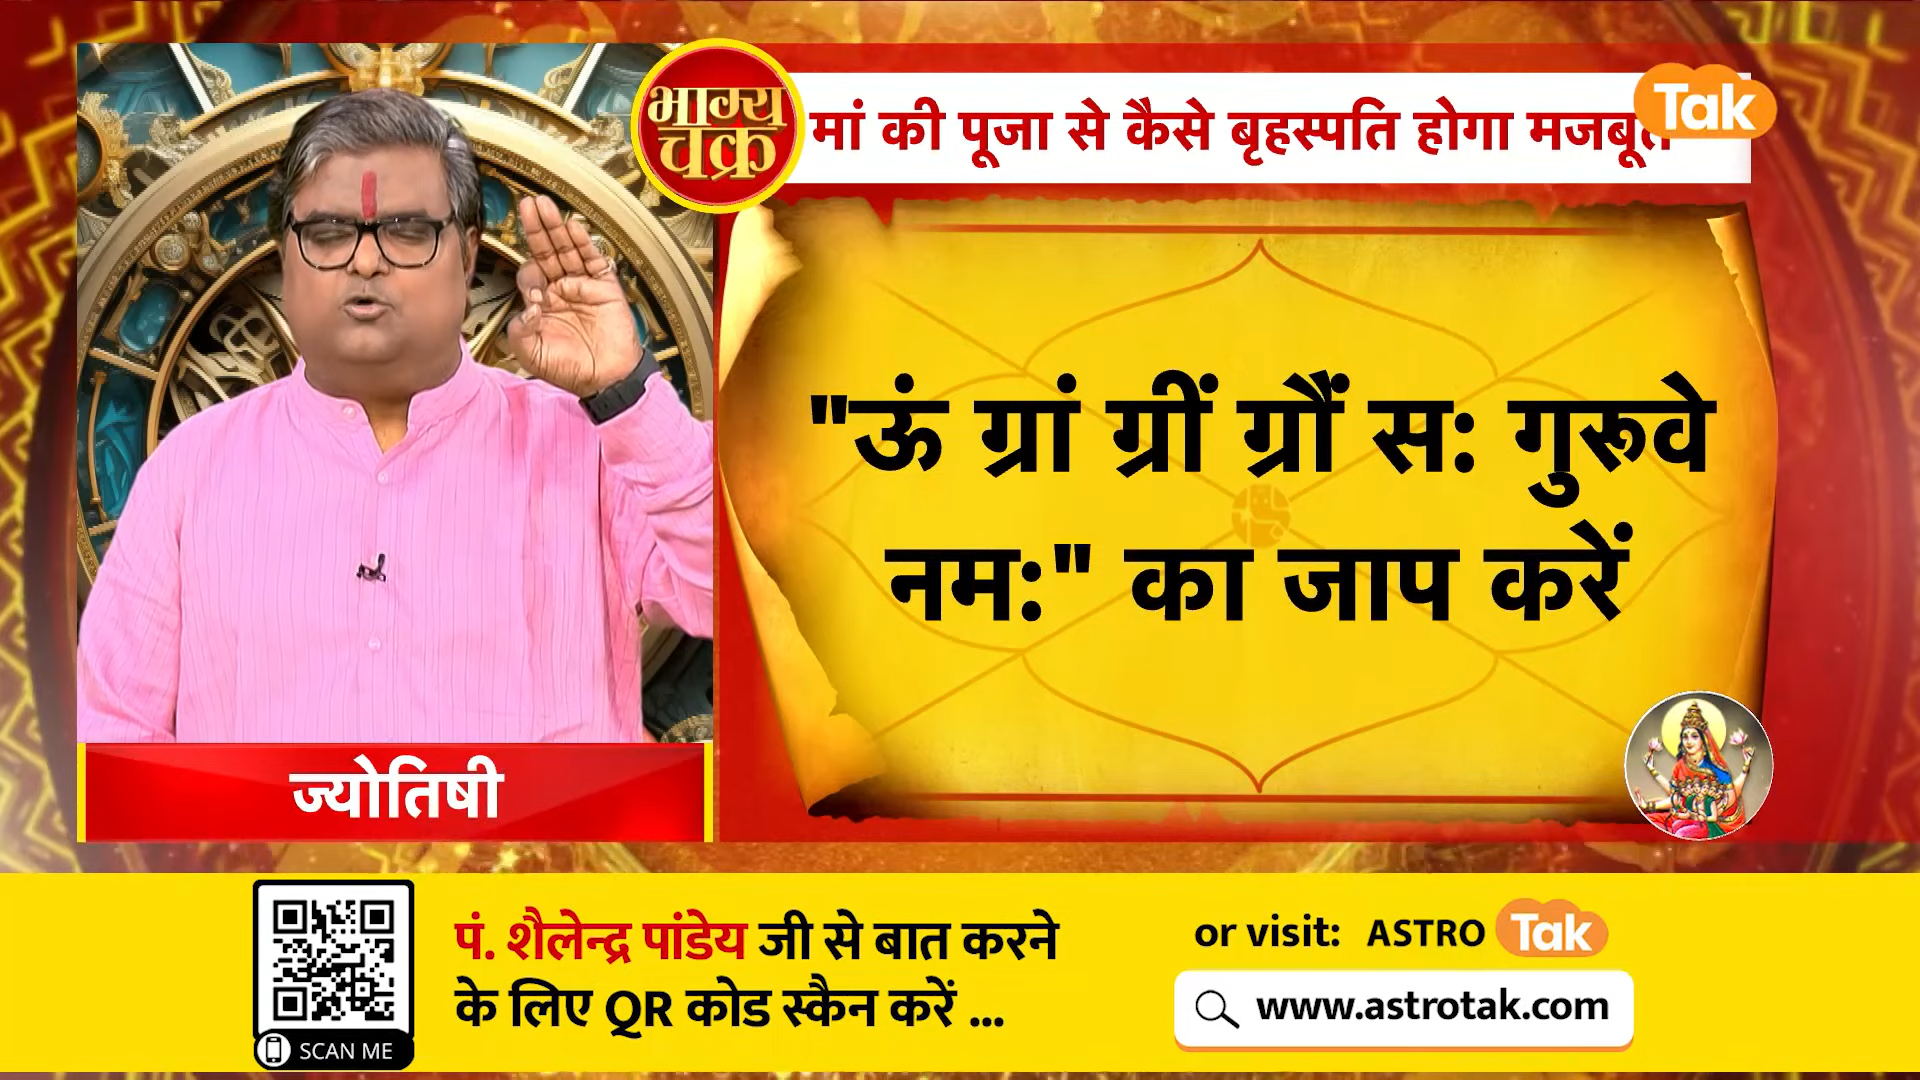 भाग्य
चक्र
मां की पूजा से कैसे बृहस्पति होगा मजबूत
Tak
"ऊं ग्रां ग्रीं ग्रौं स: गुरूवे
नम:" का जाप करें
ज्योतिषी
SCAN ME
पं. शैलेन्द्र पांडेय जी से बात करने
के लिए QR कोड स्कैन करें ...
or visit: ASTRO Tak
www.astrotak.com